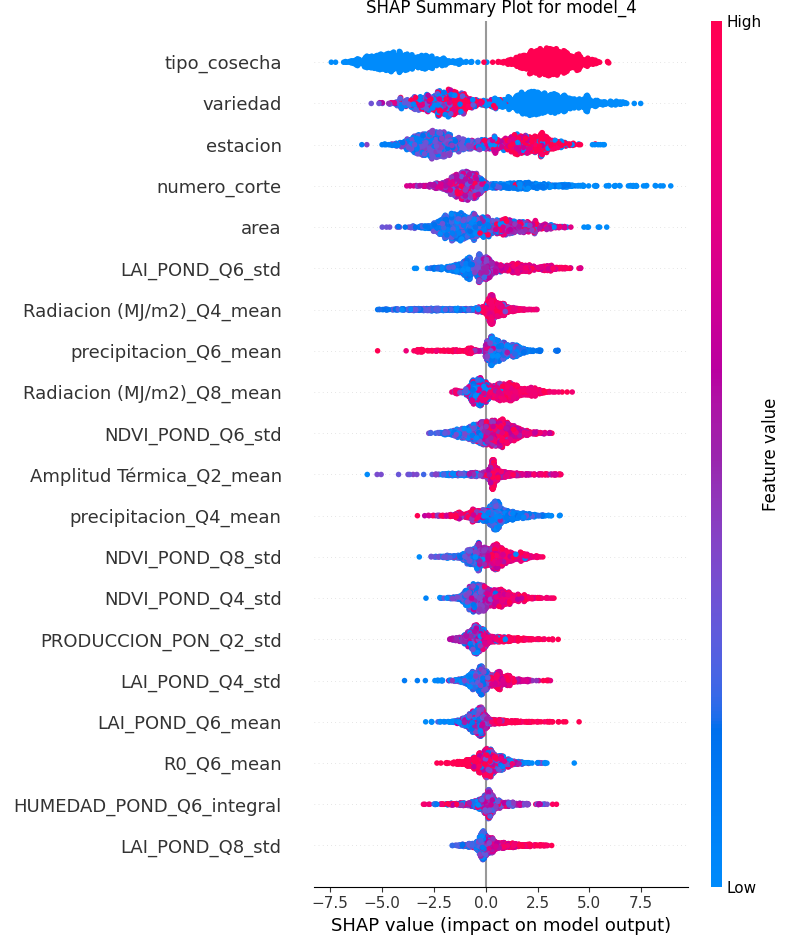 SHAP Summary Plot for model_4
High
tipo_cosecha
variedad
estacion
numero_corte
area
LAI_POND_Q6_std
Radiacion (MJ/m2)_Q4_mean
precipitacion_Q6_mean
Radiacion (MJ/m2)_Q8_mean
NDVI_POND_Q6_std
Amplitud Térmica_Q2_mean
precipitacion_Q4_mean
NDVI_POND_Q8_std
NDVI_POND_Q4_std
PRODUCCION_PON_Q2_std
LAI_POND_Q4_std
LAI_POND_Q6_mean
R0_Q6_mean
HUMEDAD_POND_Q6_integral
LAI_POND_Q8_std
Feature value
Low
−7.5 −5.0 −2.5 0.0 2.5 5.0 7.5
SHAP value (impact on model output)